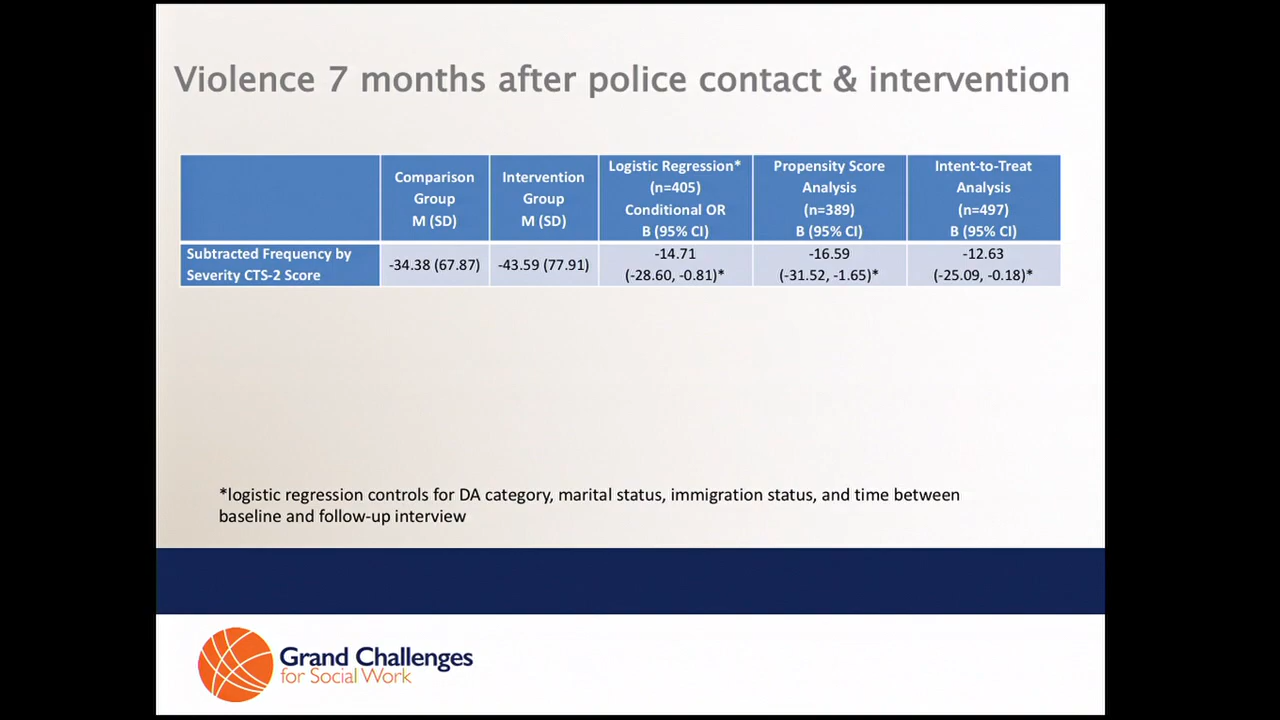 Violence 7 months after police contact & intervention
Comparison
Group
M (SD)
Intervention
Group
M (SD)
Logistic Regression*
(n=405)
Conditional OR
B (95% CI)
Propensity Score
Analysis
(n=389)
B (95% CI)
Intent-to-Treat
Analysis
(n=497)
B (95% CI)
Subtracted Frequency by
Severity CTS-2 Score
-34.38 (67.87)
-43.59 (77.91)
-14.71
(-28.60, -0.81)*
-16.59
(-31.52, -1.65)*
-12.63
(-25.09, -0.18)*
*logistic regression controls for DA category, marital status, immigration status, and time between
baseline and follow-up interview
Grand Challenges
for Social Work